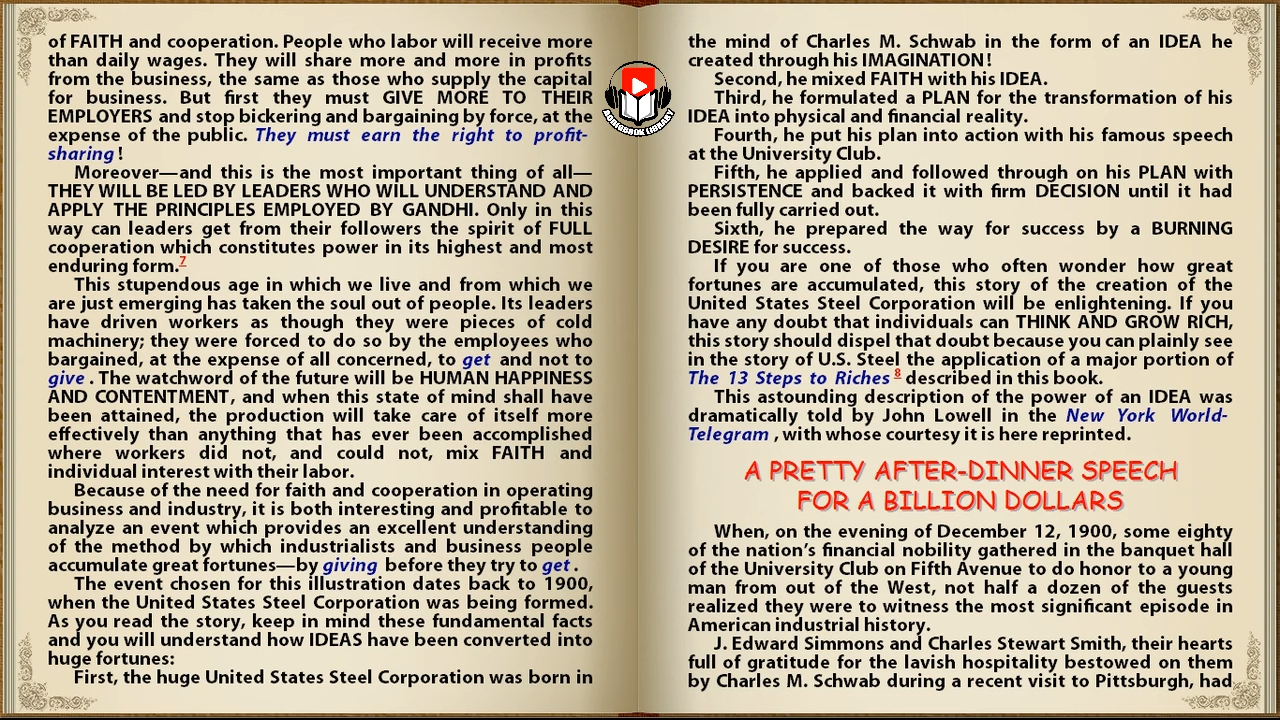 of FAITH and cooperation. People who labor will receive more
than daily wages. They will share more and more in profits
from the business, the same as those who supply the capital
for business. But first they must GIVE MORE TO THEIR
EMPLOYERS and stop bickering and bargaining by force, at the
expense of the public. They must earn the right to profit-
sharing !
Moreover—and this is the most important thing of all—
THEY WILL BE LED BY LEADERS WHO WILL UNDERSTAND AND
APPLY THE PRINCIPLES EMPLOYED BY GANDHI. Only in this
way can leaders get from their followers the spirit of FULL
cooperation which constitutes power in its highest and most
enduring form.7
This stupendous age in which we live and from which we
are just emerging has taken the soul out of people. Its leaders
have driven workers as though they were pieces of cold
machinery; they were forced to do so by the employees who
bargained, at the expense of all concerned, to get and not to
give . The watchword of the future will be HUMAN HAPPINESS
AND CONTENTMENT, and when this state of mind shall have
been attained, the production will take care of itself more
effectively than anything that has ever been accomplished
where workers did not, and could not, mix FAITH and
individual interest with their labor.
Because of the need for faith and cooperation in operating
business and industry, it is both interesting and profitable to
analyze an event which provides an excellent understanding
of the method by which industrialists and business people
accumulate great fortunes—by giving before they try to get .
The event chosen for this illustration dates back to 1900,
when the United States Steel Corporation was being formed.
As you read the story, keep in mind these fundamental facts
and you will understand how IDEAS have been converted into
huge fortunes:
First, the huge United States Steel Corporation was born in
AUDIOBOOK LIBRARY
the mind of Charles M. Schwab in the form of an IDEA he
created through his IMAGINATION!
Second, he mixed FAITH with his IDEA.
Third, he formulated a PLAN for the transformation of his
IDEA into physical and financial reality.
Fourth, he put his plan into action with his famous speech
at the University Club.
Fifth, he applied and followed through on his PLAN with
PERSISTENCE and backed it with firm DECISION until it had
been fully carried out.
Sixth, he prepared the way for success by a BURNING
DESIRE for success.
If you are one of those who often wonder how great
fortunes are accumulated, this story of the creation of the
United States Steel Corporation will be enlightening. If you
have any doubt that individuals can THINK AND GROW RICH,
this story should dispel that doubt because you can plainly see
in the story of U.S. Steel the application of a major portion of
The 13 Steps to Riches 8 described in this book.
This astounding description of the power of an IDEA was
dramatically told by John Lowell in the New York World-
Telegram , with whose courtesy it is here reprinted.
A PRETTY AFTER-DINNER SPEECH
FOR A BILLION DOLLARS
When, on the evening of December 12, 1900, some eighty
of the nation's financial nobility gathered in the banquet hall
of the University Club on Fifth Avenue to do honor to a young
man from out of the West, not half a dozen of the guests
realized they were to witness the most significant episode in
American industrial history.
J. Edward Simmons and Charles Stewart Smith, their hearts
full of gratitude for the lavish hospitality bestowed on them
by Charles M. Schwab during a recent visit to Pittsburgh, had